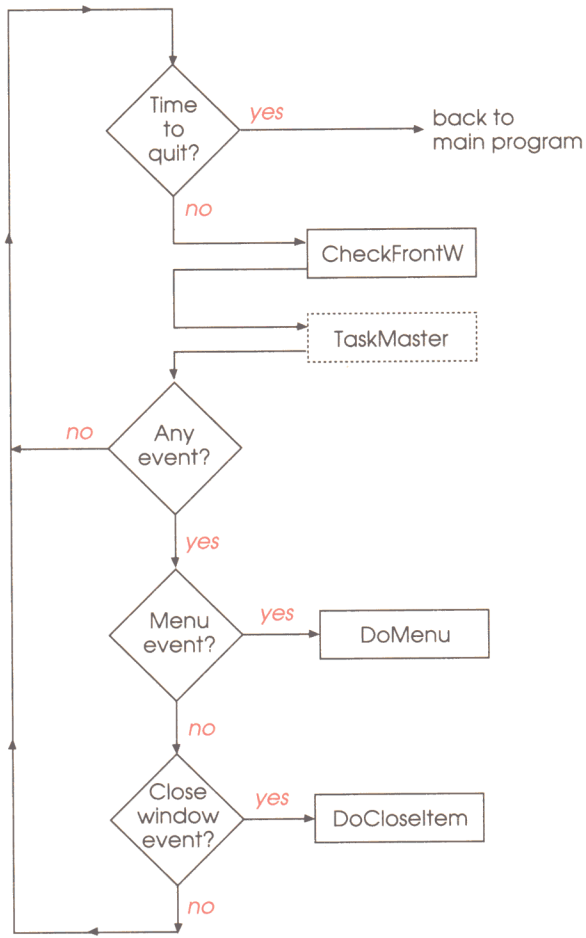 Time
to
quit?
yes
back to
main program
no
CheckFrontW
TaskMaster
no
Any
event?
yes
Menu
event?
yes
DoMenu
no
Close
window
event?
yes
DoCloseItem
no